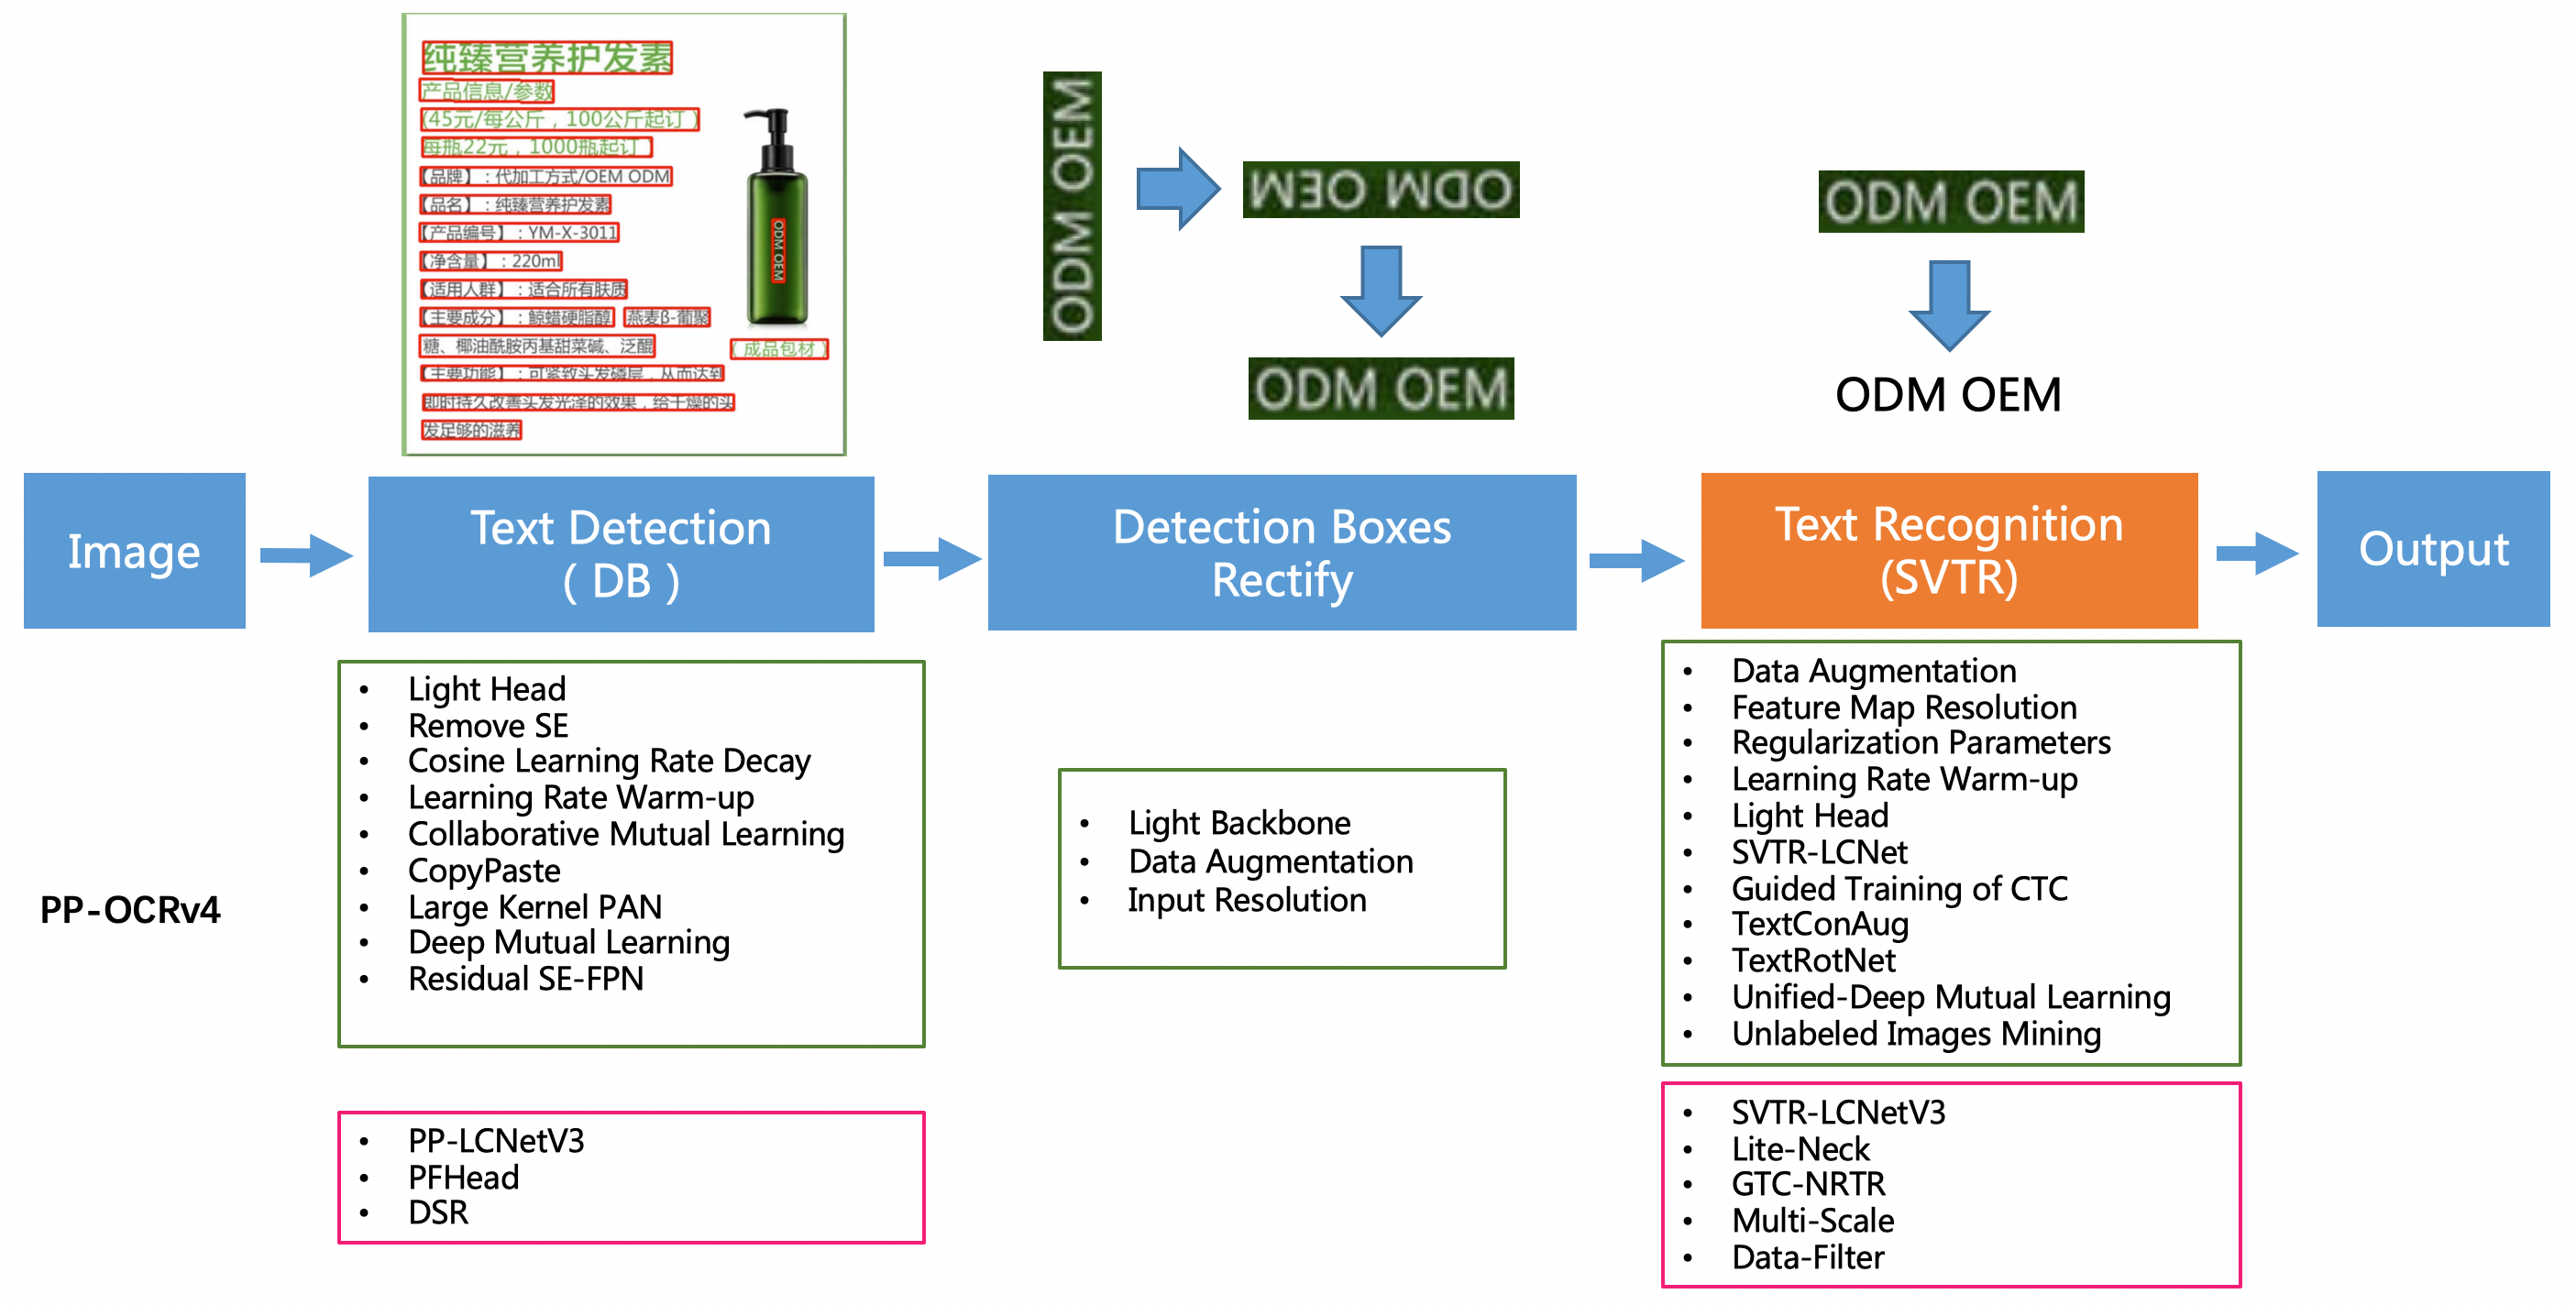 纯臻营养护发素
产品信息/参数
(45元/每公斤，100公斤起订)
每瓶22元，1000瓶起订）
【品牌】：代加工方式/OEM ODM
【品名】：纯臻营养护发素
【产品编号】：YM-X-3011
【净含量】：220ml
【适用人群】：适合所有肤质
【主要成分】：鲸蜡硬脂醇 燕麦β-葡聚
糖、椰油酰胺丙基甜菜碱、泛醌
（成品包材）
【主要功能】：可紧致头发磷层，从而达到
即时持久改善头发光泽的效果，给干燥的头
发足够的滋养
ODM OEM
ODM OEM
ODM OEM
ODM OEM
ODM OEM
ODM OEM
Image
Text Detection
( DB )
Detection Boxes
Rectify
Text Recognition
(SVTR)
Output
PP-OCRv4
• Light Head
• Remove SE
• Cosine Learning Rate Decay
• Learning Rate Warm-up
• Collaborative Mutual Learning
• CopyPaste
• Large Kernel PAN
• Deep Mutual Learning
• Residual SE-FPN
• PP-LCNetV3
• PFHead
• DSR
• Light Backbone
• Data Augmentation
• Input Resolution
• Data Augmentation
• Feature Map Resolution
• Regularization Parameters
• Learning Rate Warm-up
• Light Head
• SVTR-LCNet
• Guided Training of CTC
• TextConAug
• TextRotNet
• Unified-Deep Mutual Learning
• Unlabeled Images Mining
• SVTR-LCNetV3
• Lite-Neck
• GTC-NRTR
• Multi-Scale
• Data-Filter